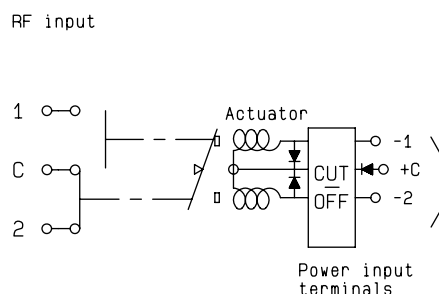 RF input
1
Actuator
-1
C
CUT
OFF
+C
-2
2
Power input
terminals